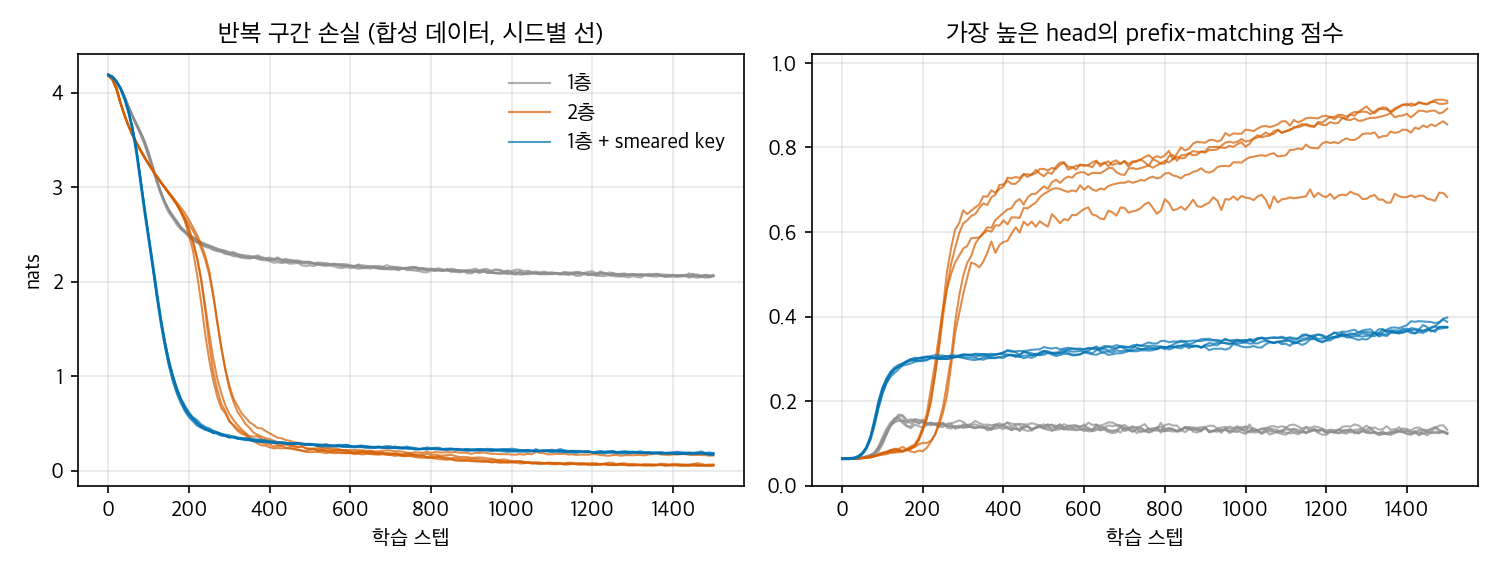 반복 구간 손실 (합성 데이터, 시드별 선)
nats
4
3
2
1
0
1층
2층
1층 + smeared key
0 200 400 600 800 1000 1200 1400
학습 스텝
가장 높은 head의 prefix-matching 점수
1.0
0.8
0.6
0.4
0.2
0.0
0 200 400 600 800 1000 1200 1400
학습 스텝